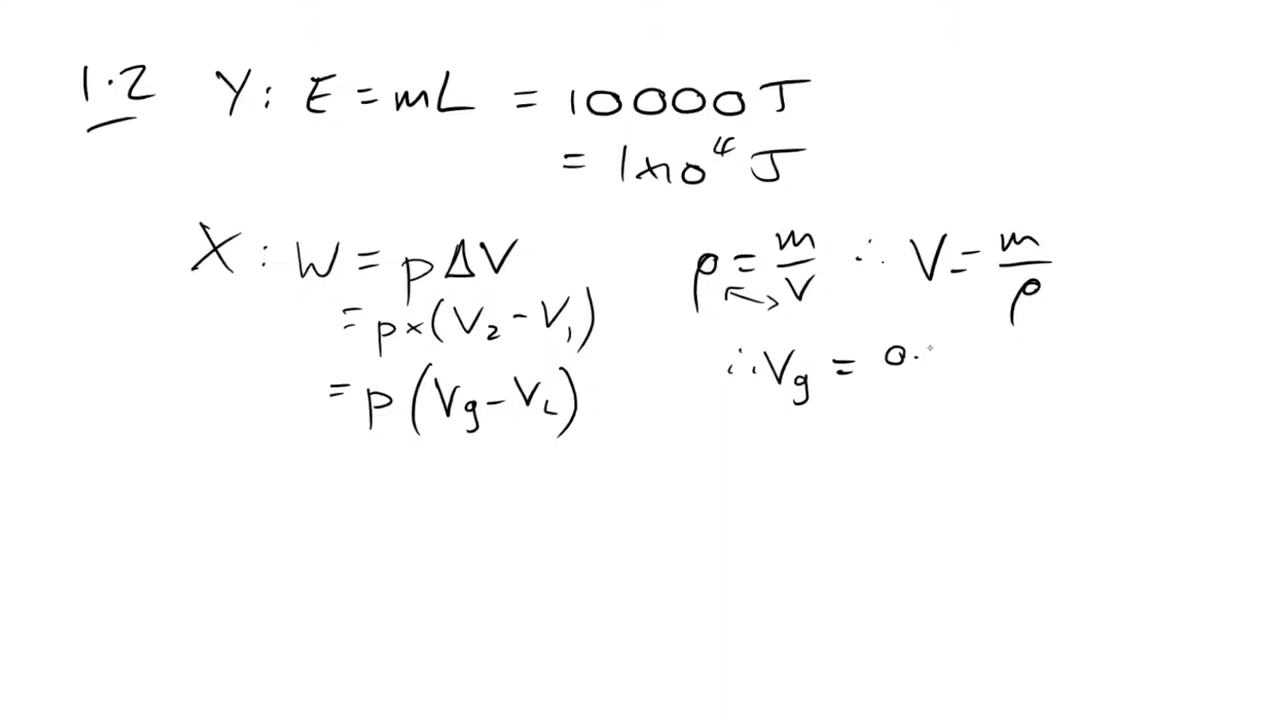 1.2 Y: E = mL = 10000 J
= 1×10⁴ J
X: W = pΔV
= p×(V₂ - V₁)
= p(Vg - VL)
ρ = m/V ∴ V = m/ρ
∴ Vg = 0.